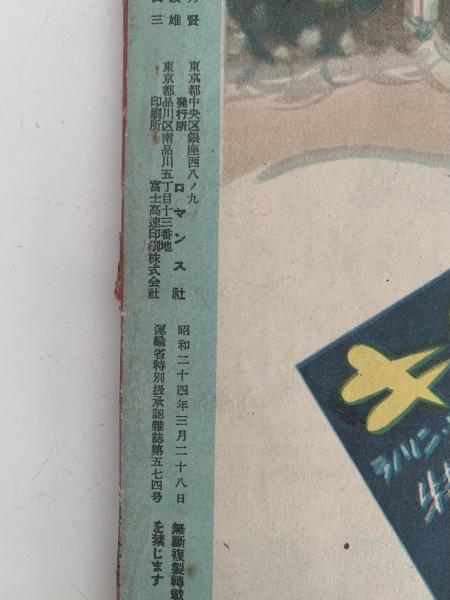 賢
雄
三
東京都中央区銀座西八ノ九
発行所 ロマンス社
東京都品川区南品川五丁目十三番地
印刷所 富士高速印刷株式会社
昭和二十四年三月二十八日
運輸省特別扱承認雜誌第五七四号
無斷複製轉載
を禁じます